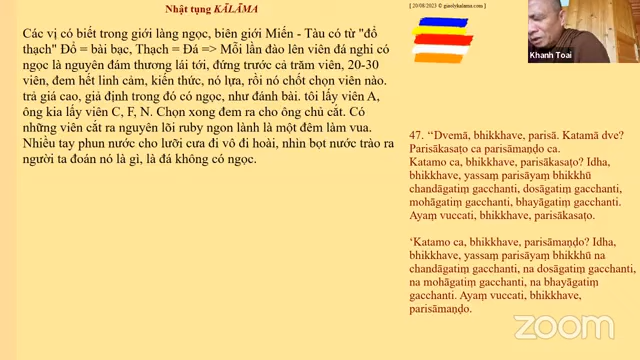 Nhật tụng KĀLĀMA
Các vị có biết trong giới làng ngọc, biên giới Miến - Tàu có từ "đổ
thạch" Đổ = bài bạc, Thạch = Đá => Mỗi lần đào lên viên đá nghi có
ngọc là nguyên đám thương lái tới, đứng trước cả trăm viên, 20-30
viên, đem hết linh cảm, kiến thức, nó lựa, rồi nó chốt chọn viên nào.
trả giá cao, giả định trong đó có ngọc, như đánh bài. tôi lấy viên A,
ông kia lấy viên C, F, N. Chọn xong đem ra cho ông chủ cắt. Có
những viên cắt ra nguyên lõi ruby ngon lành là một đêm làm vua.
Nhiều tay phun nước cho lưỡi cưa đi vô đi hoài, nhìn bọt nước trào ra
người ta đoán nó là gì, là đá không có ngọc.
[ 20/08/2023 @ giaolykalama.com ]
Khanh Toai
47. ‘‘Dvemā, bhikkhave, parisā. Katamā dve?
Parisākasaṭo ca parisāmaṇḍo ca.
Katamo ca, bhikkhave, parisākasaṭo? Idha,
bhikkhave, yassaṃ parisāyaṃ bhikkhū
chandāgatiṃ gacchanti, dosāgatiṃ gacchanti,
mohāgatiṃ gacchanti, bhayāgatiṃ gacchanti.
Ayaṃ vuccati, bhikkhave, parisākasaṭo.
‘Katamo ca, bhikkhave, parisāmaṇḍo? Idha,
bhikkhave, yassaṃ parisāyaṃ bhikkhū na
chandāgatiṃ gacchanti, na dosāgatiṃ gacchanti,
na mohāgatiṃ gacchanti, na bhayāgatiṃ
gacchanti. Ayaṃ vuccati, bhikkhave,
parisāmaṇḍo.
zoom